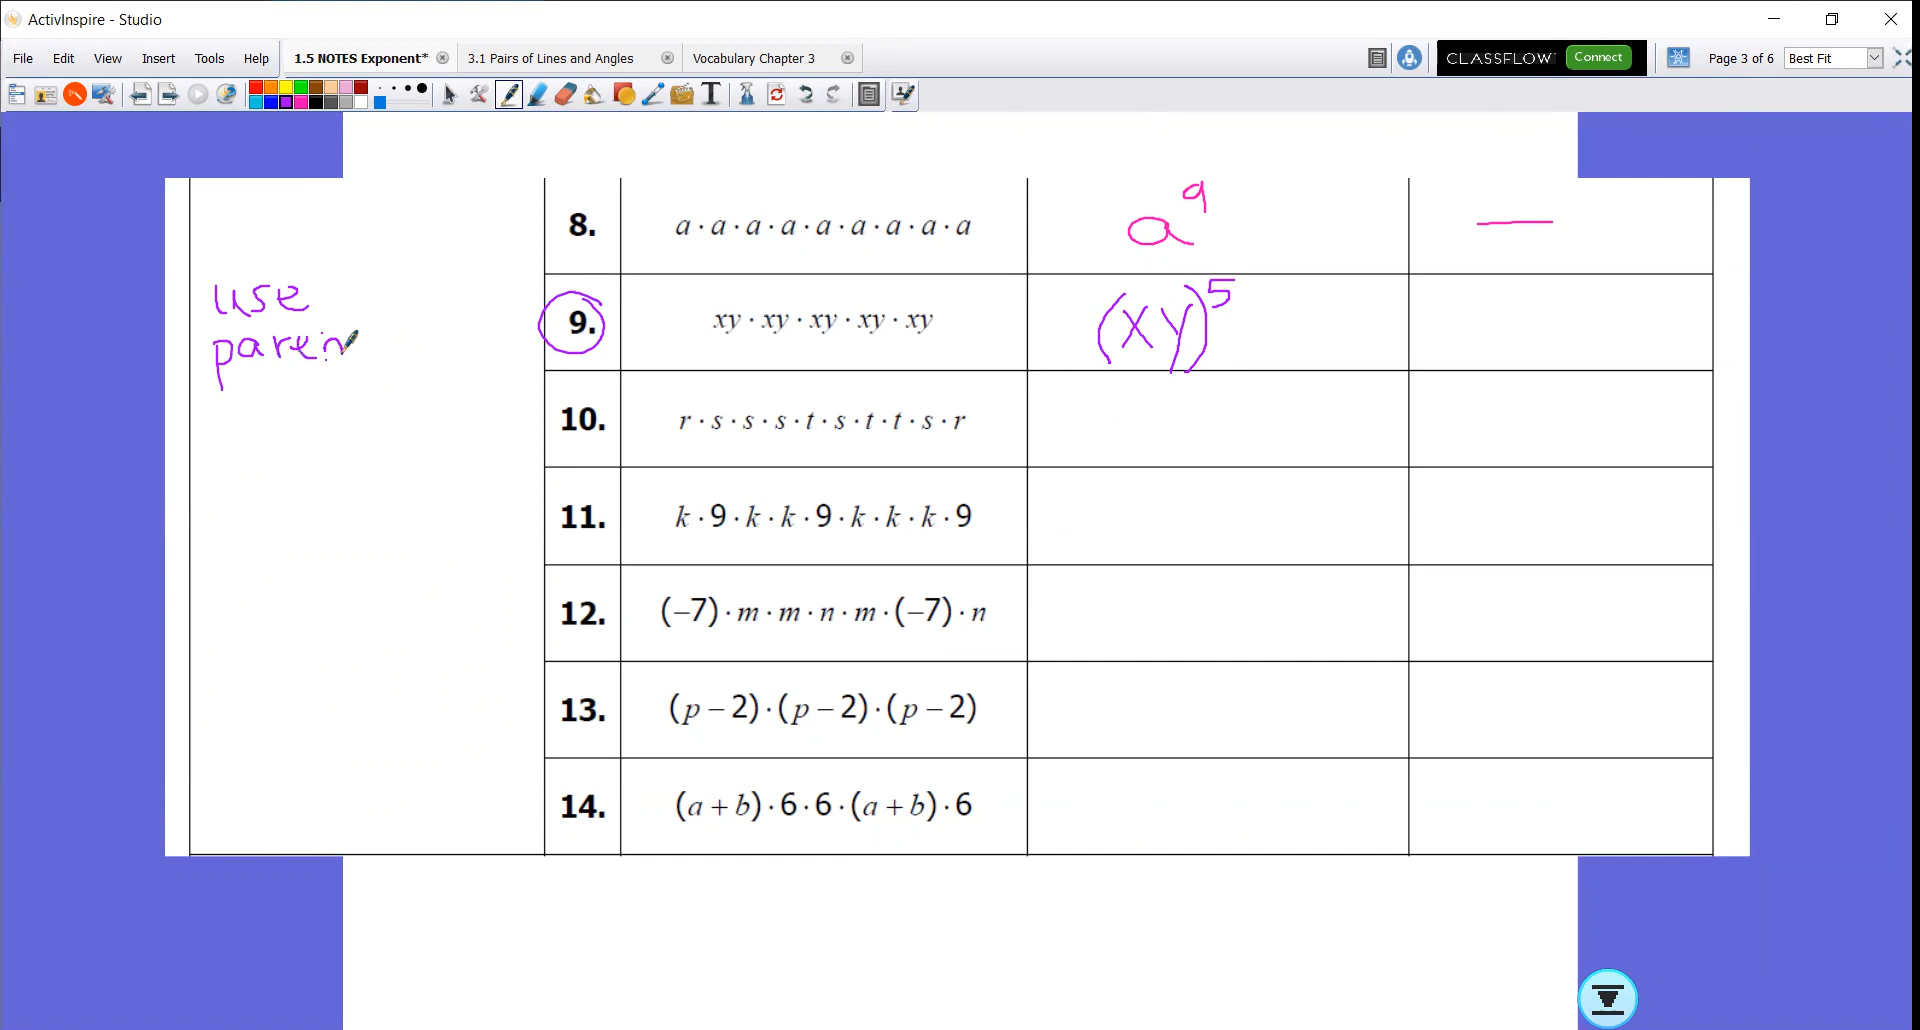 ActivInspire - Studio
File Edit View Insert Tools Help 1.5 NOTES Exponent* 3.1 Pairs of Lines and Angles Vocabulary Chapter 3 CLASSFLOW Connect Page 3 of 6 Best Fit
T
8. a · a · a · a · a · a · a · a · a a⁹ —
use
9. xy · xy · xy · xy · xy (xy)⁵
paren
10. r · s · s · s · t · s · t · t · s · r
11. k · 9 · k · k · 9 · k · k · k · 9
12. (−7) · m · m · n · m · (−7) · n
13. (p − 2) · (p − 2) · (p − 2)
14. (a + b) · 6 · 6 · (a + b) · 6